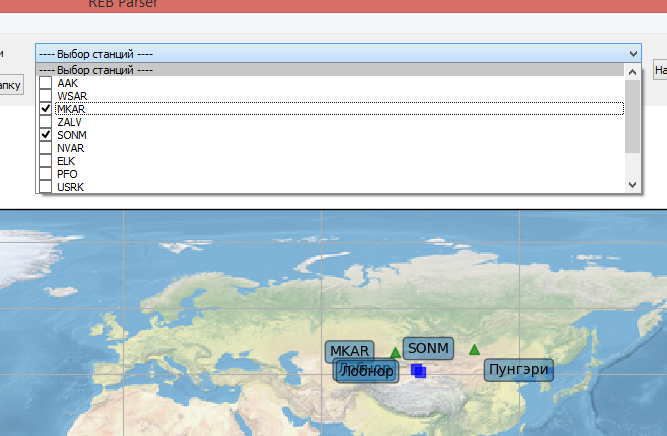 REB Parser
и
---- Выбор станций ----
апку
На
---- Выбор станций ----
AAK
WSAR
MKAR
ZALV
SONM
NVAR
ELK
PFO
USRK
MKAR
SONM
Лобнор
Пунгэри